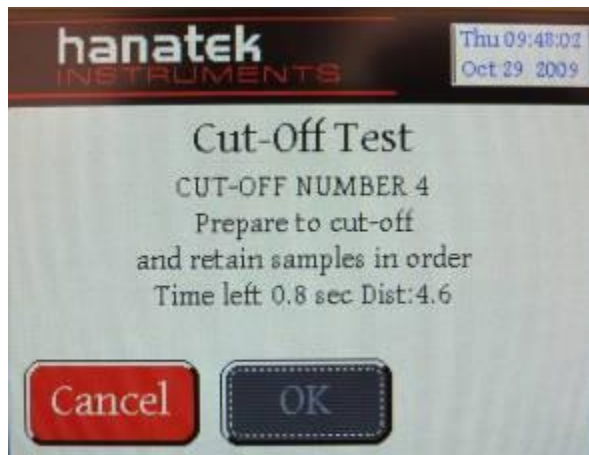 hanatek
INSTRUMENTS
Thu 09:48:02
Oct 29 2009
Cut-Off Test
CUT-OFF NUMBER 4
Prepare to cut-off
and retain samples in order
Time left 0.8 sec Dist:4.6
Cancel
OK